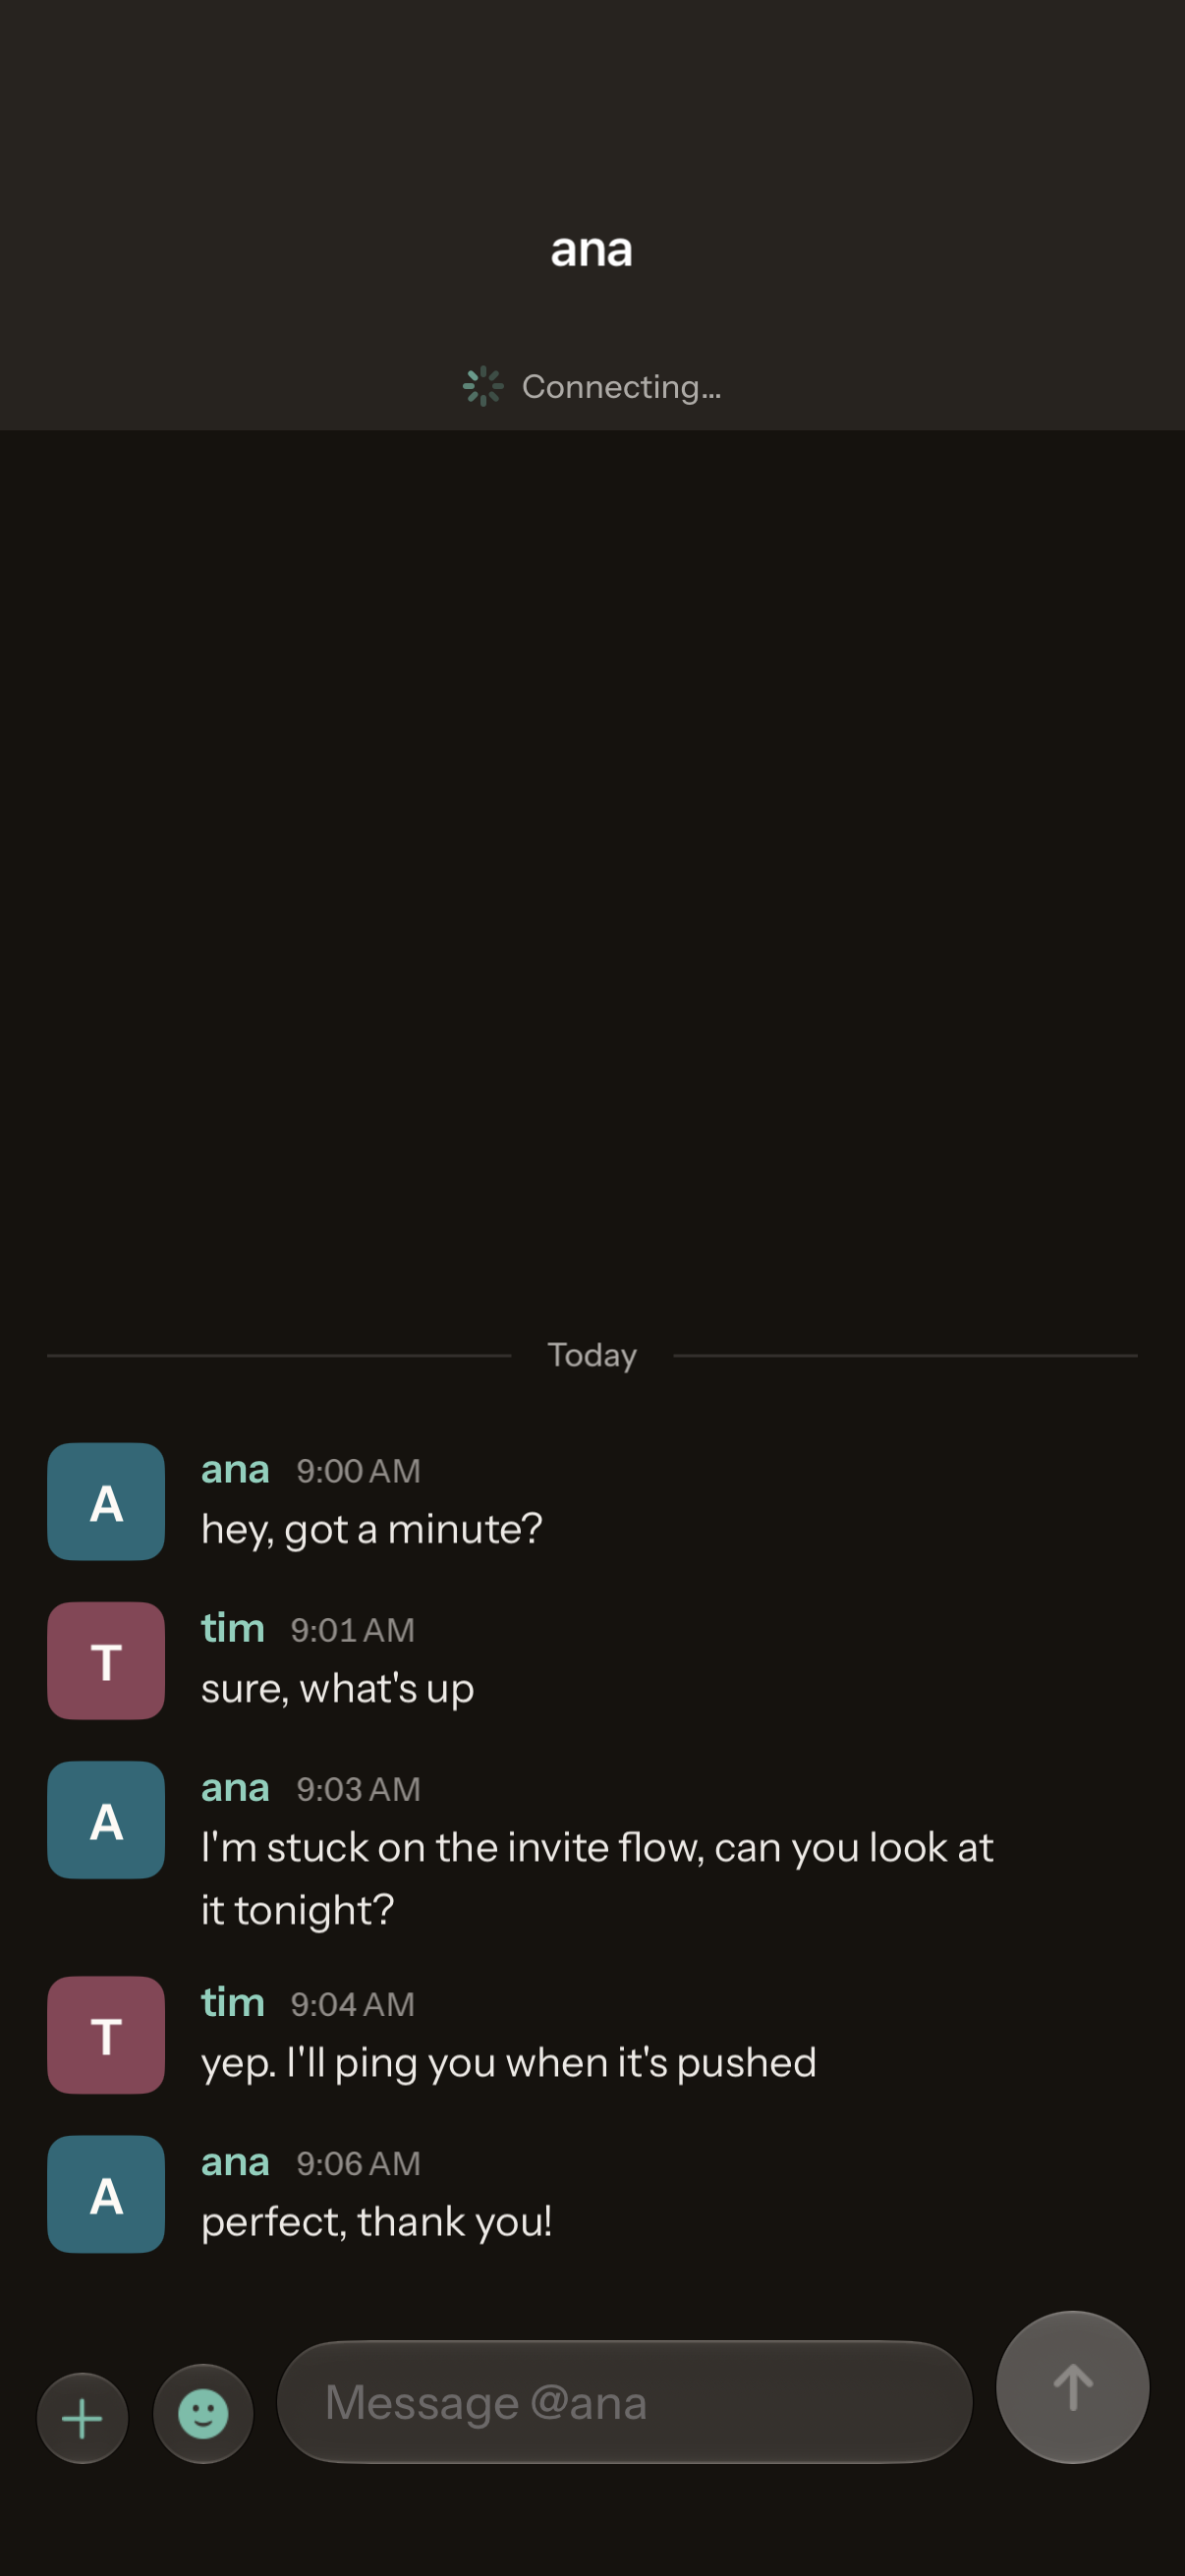 ana
Connecting...
Today
A
ana 9:00 AM
hey, got a minute?
T
tim 9:01 AM
sure, what's up
A
ana 9:03 AM
I'm stuck on the invite flow, can you look at
it tonight?
T
tim 9:04 AM
yep. I'll ping you when it's pushed
A
ana 9:06 AM
perfect, thank you!
Message @ana